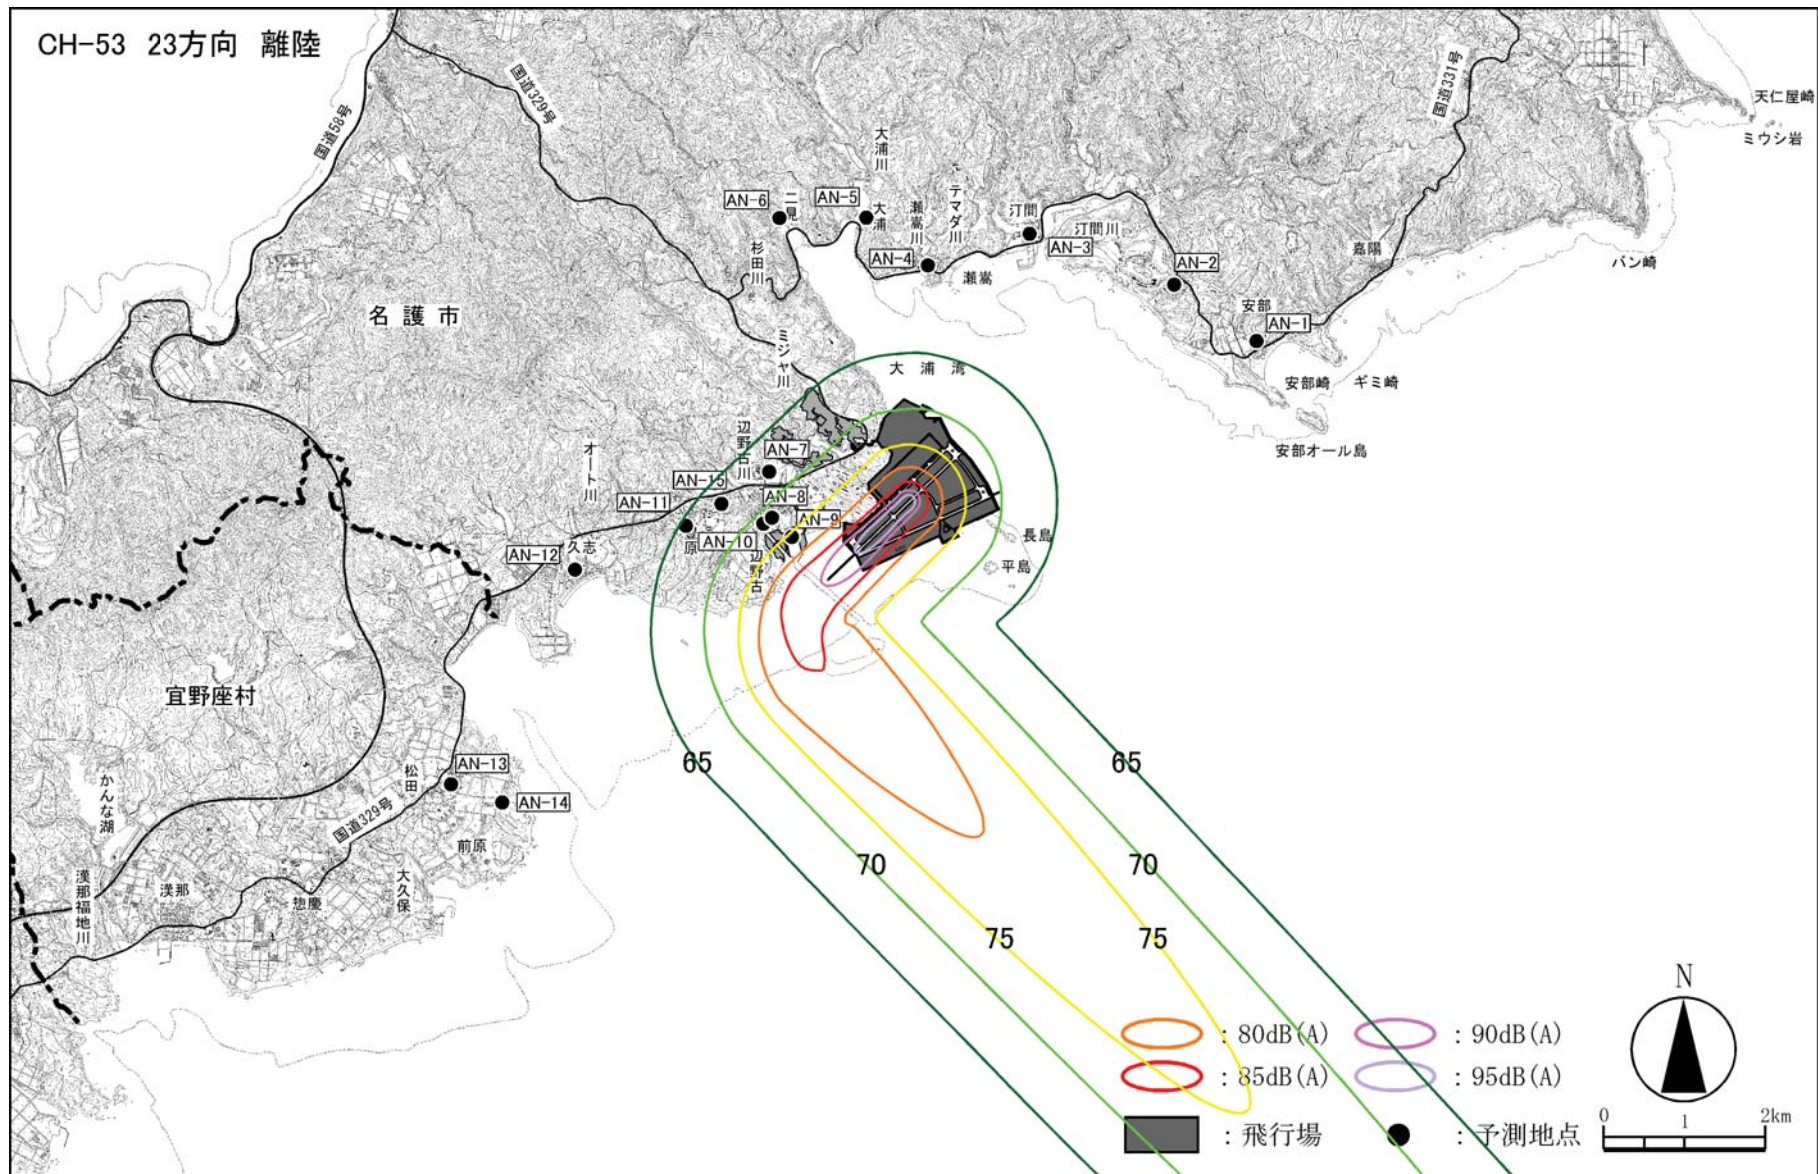 CH-53 23方向 離陸
国道58号
国道329号
国道331号
天仁屋崎
ミウシ岩
バン崎
大浦川
AN-6
二見
AN-5
大浦
瀬嵩川
テマダ川
汀間
汀間川
AN-3
AN-4
瀬嵩
杉田川
AN-2
嘉陽
安部
AN-1
安部崎
ギミ崎
安部オール島
名護市
ミジャ川
大浦湾
辺野古川
AN-7
オート川
AN-15
AN-11
AN-8
AN-9
AN-10
原
辺野古
AN-12
久志
長島
平島
宜野座村
かんな湖
松田
AN-13
AN-14
国道329号
前原
大久保
惣慶
漢那
漢那福地川
65
65
70
70
75
75
N
:80dB(A)
:90dB(A)
:85dB(A)
:95dB(A)
:飛行場
:予測地点
0 1 2km